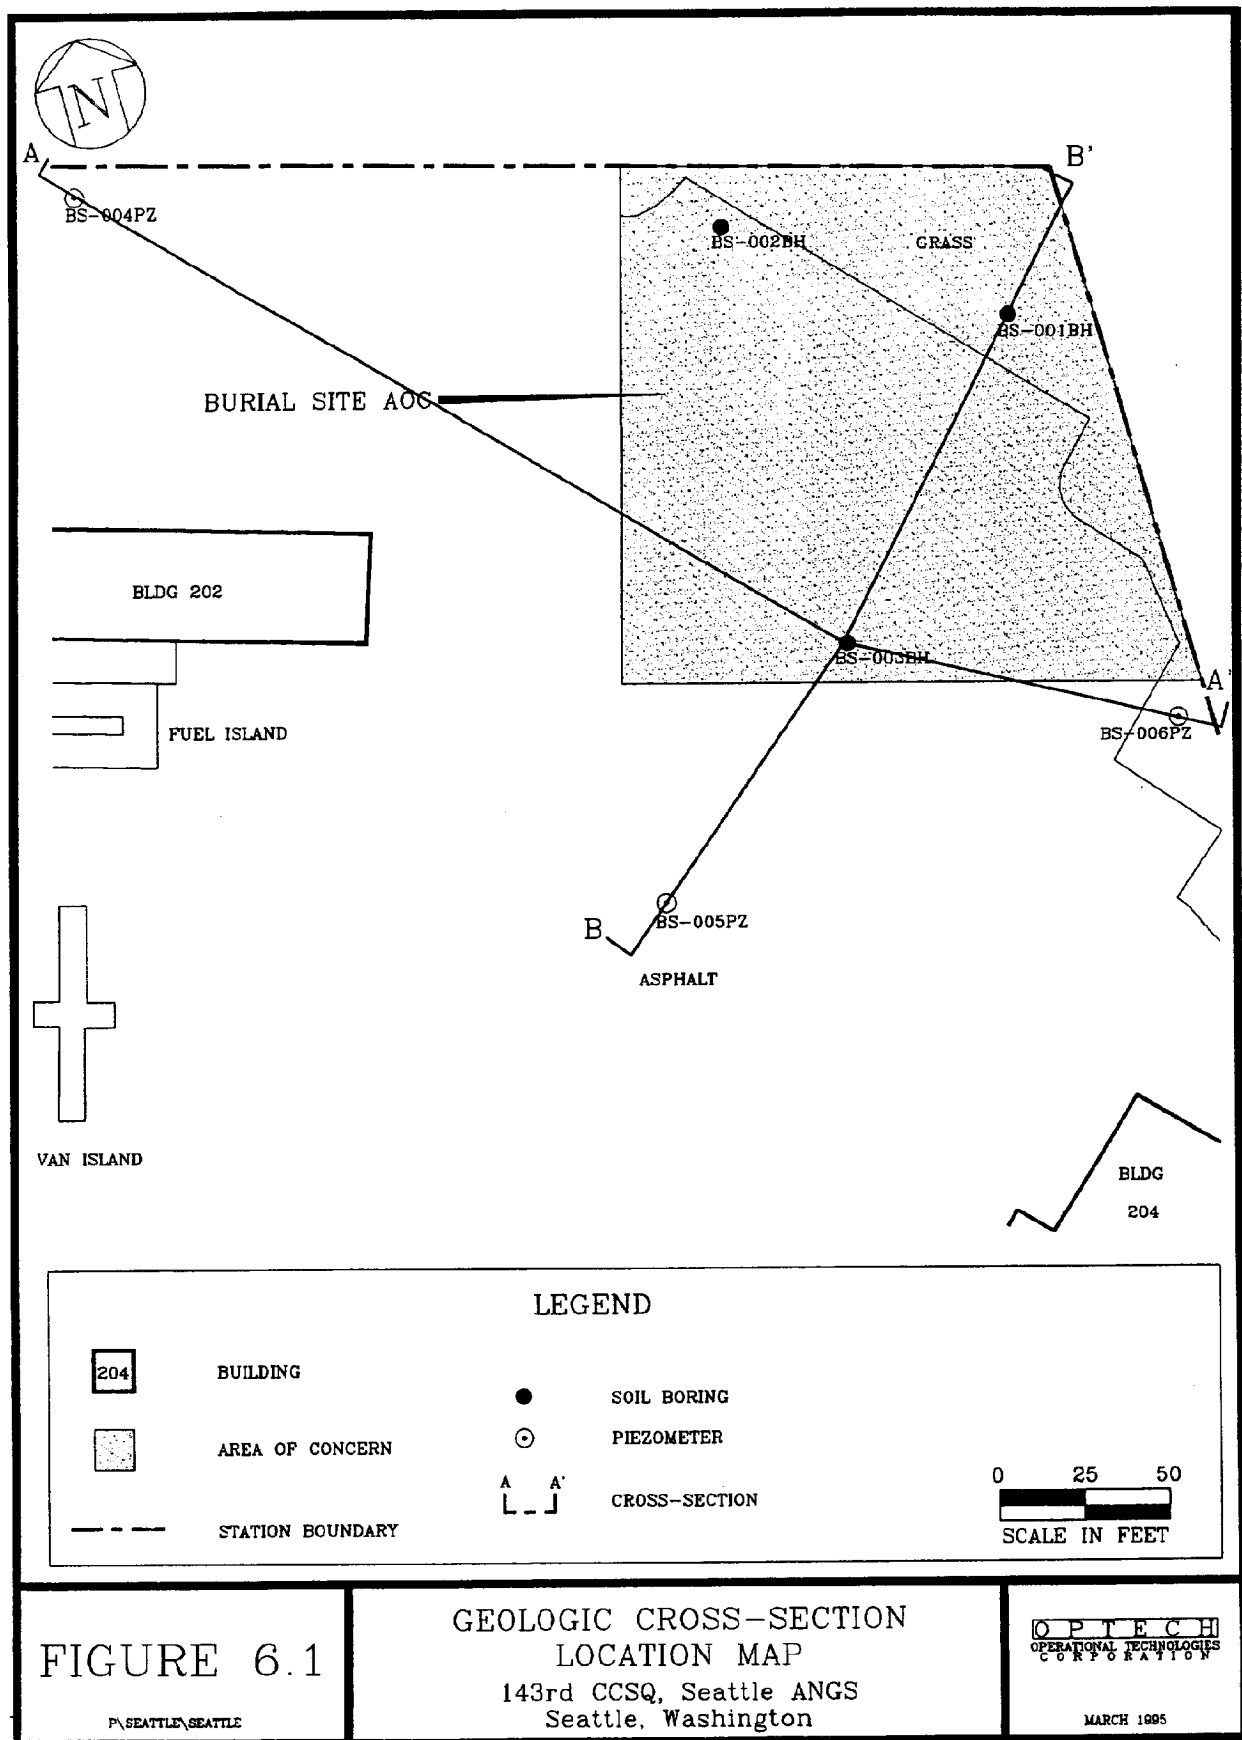 N
A
B'
BS-004PZ
BS-002BH
GRASS
BS-001BH
BURIAL SITE AOC
BLDG 202
BS-003BH
A'
FUEL ISLAND
BS-006PZ
B
BS-005PZ
ASPHALT
VAN ISLAND
BLDG
204
LEGEND
204
BUILDING
SOIL BORING
AREA OF CONCERN
PIEZOMETER
A A'
CROSS-SECTION
STATION BOUNDARY
0 25 50
SCALE IN FEET
FIGURE 6.1
P\SEATTLE\SEATTLE
GEOLOGIC CROSS-SECTION
LOCATION MAP
143rd CCSQ, Seattle ANGS
Seattle, Washington
OPTECH
OPERATIONAL TECHNOLOGIES
CORPORATION
MARCH 1995